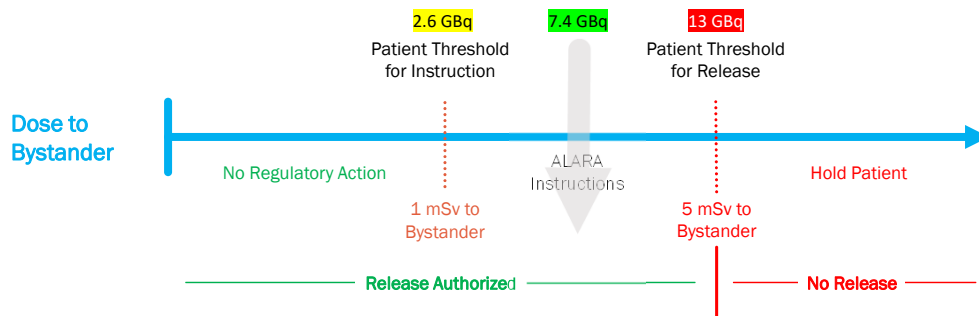 2.6 GBq
7.4 GBq
13 GBq
Patient Threshold
for Instruction
Patient Threshold
for Release
Dose to
Bystander
No Regulatory Action
ALARA
Instructions
Hold Patient
1 mSv to
Bystander
5 mSv to
Bystander
Release Authorized
No Release